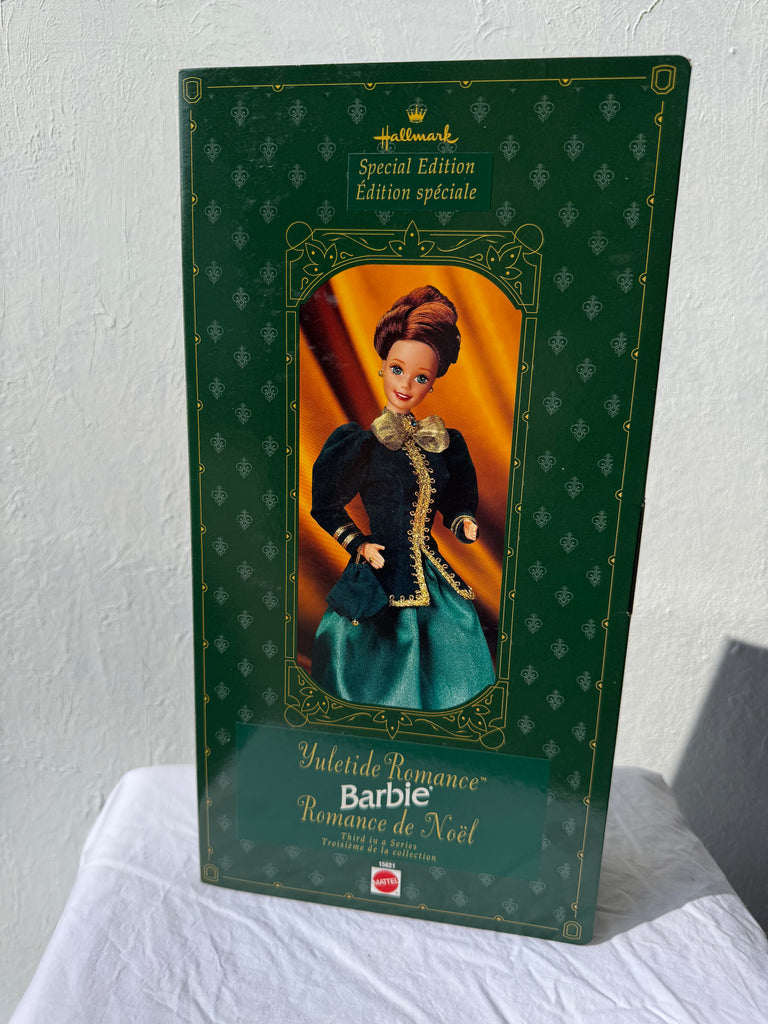 Hallmark
Special Edition
Édition spéciale
Yuletide Romance™
Barbie®
Romance de Noël
Third in a Series
Troisième de la collection
15621
MATTEL